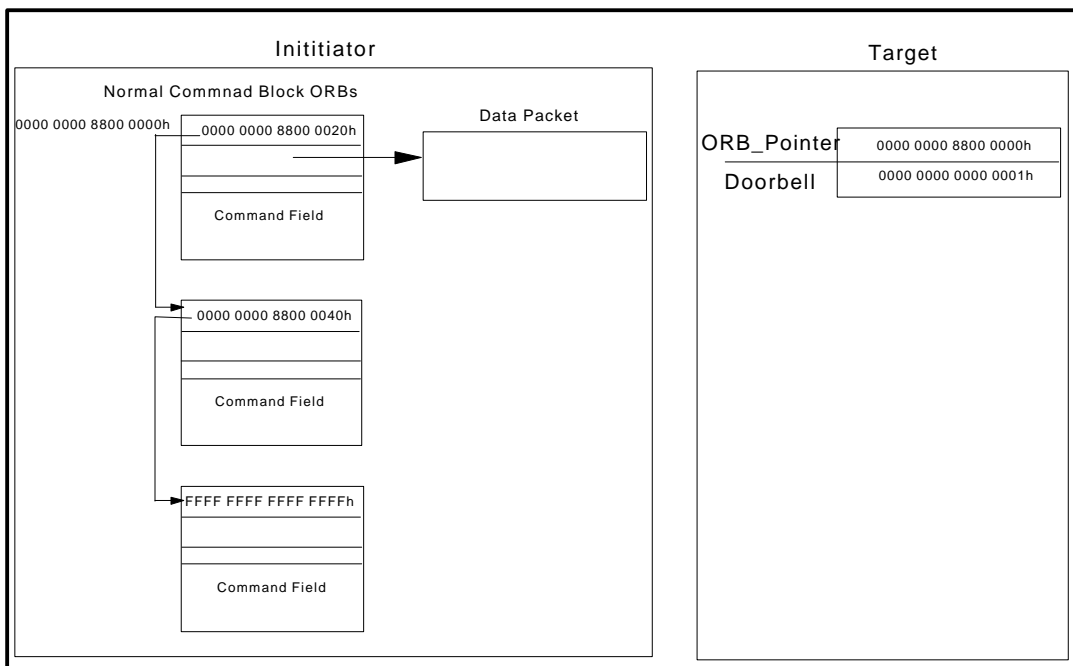 Inititiator
Target
Normal Commnad Block ORBs
0000 0000 8800 0000h
0000 0000 8800 0020h
Data Packet
Command Field
0000 0000 8800 0040h
Command Field
FFFF FFFF FFFF FFFFh
Command Field
ORB_Pointer
0000 0000 8800 0000h
Doorbell
0000 0000 0000 0001h